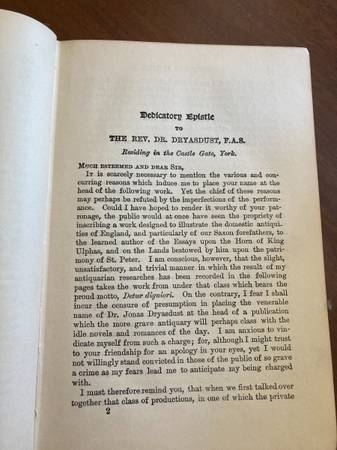 Dedicatory Epistle
TO
THE REV. DR. DRYASDUST, F.A.S.
Residing in the Castle Gate, York.
MUCH ESTEEMED AND DEAR SIR,
IT is scarcely necessary to mention the various and con-
curring reasons which induce me to place your name at the
head of the following work. Yet the chief of these reasons
may perhaps be refuted by the imperfections of the perform-
ance. Could I have hoped to render it worthy of your pat-
ronage, the public would at once have seen the propriety of
inscribing a work designed to illustrate the domestic antiqui-
ties of England, and particularly of our Saxon forefathers, to
the learned author of the Essays upon the Horn of King
Ulphus, and on the Lands bestowed by him upon the patri-
mony of St. Peter. I am conscious, however, that the slight,
unsatisfactory, and trivial manner in which the result of my
antiquarian researches has been recorded in the following
pages takes the work from under that class which bears the
proud motto, Detur digniori. On the contrary, I fear I shall
incur the censure of presumption in placing the venerable
name of Dr. Jonas Dryasdust at the head of a publication
which the more grave antiquary will perhaps class with the
idle novels and romances of the day. I am anxious to vin-
dicate myself from such a charge; for, although I might trust
to your friendship for an apology in your eyes, yet I would
not willingly stand convicted in those of the public of so grave
a crime as my fears lead me to anticipate my being charged
with.
I must therefore remind you, that when we first talked over
together that class of productions, in one of which the private
2